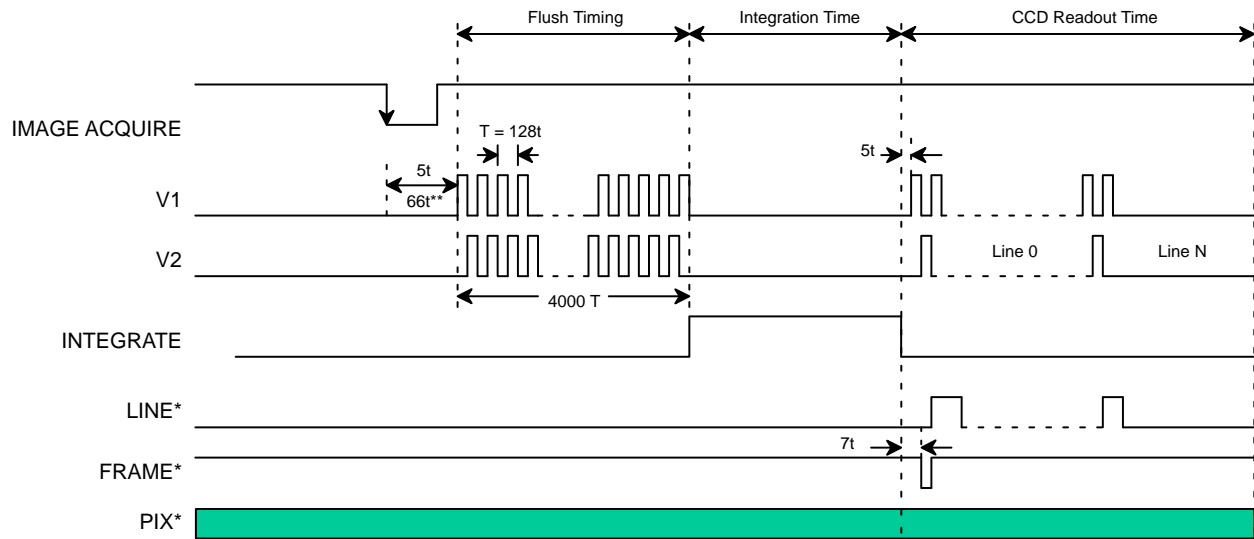 Flush Timing Integration Time CCD Readout Time
IMAGE ACQUIRE
T = 128t
5t
5t
66t**
V1
V2
Line 0 Line N
4000 T
INTEGRATE
LINE*
7t
FRAME*
PIX*